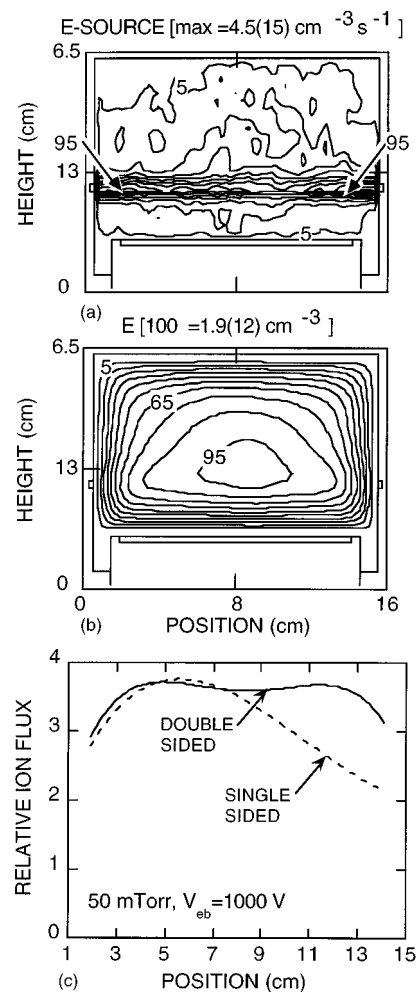 E-SOURCE [max =4.5(15) cm -3 s -1 ]
6.5
5
95
95
13
HEIGHT (cm)
5
0
(a)
E [100 =1.9(12) cm -3 ]
6.5
5
65
95
13
HEIGHT (cm)
0
0 8 16
(b) POSITION (cm)
4
3
2
1
0
RELATIVE ION FLUX
DOUBLE
SIDED
SINGLE
SIDED
50 mTorr, V eb =1000 V
1 3 5 7 9 11 13 15
(c) POSITION (cm)